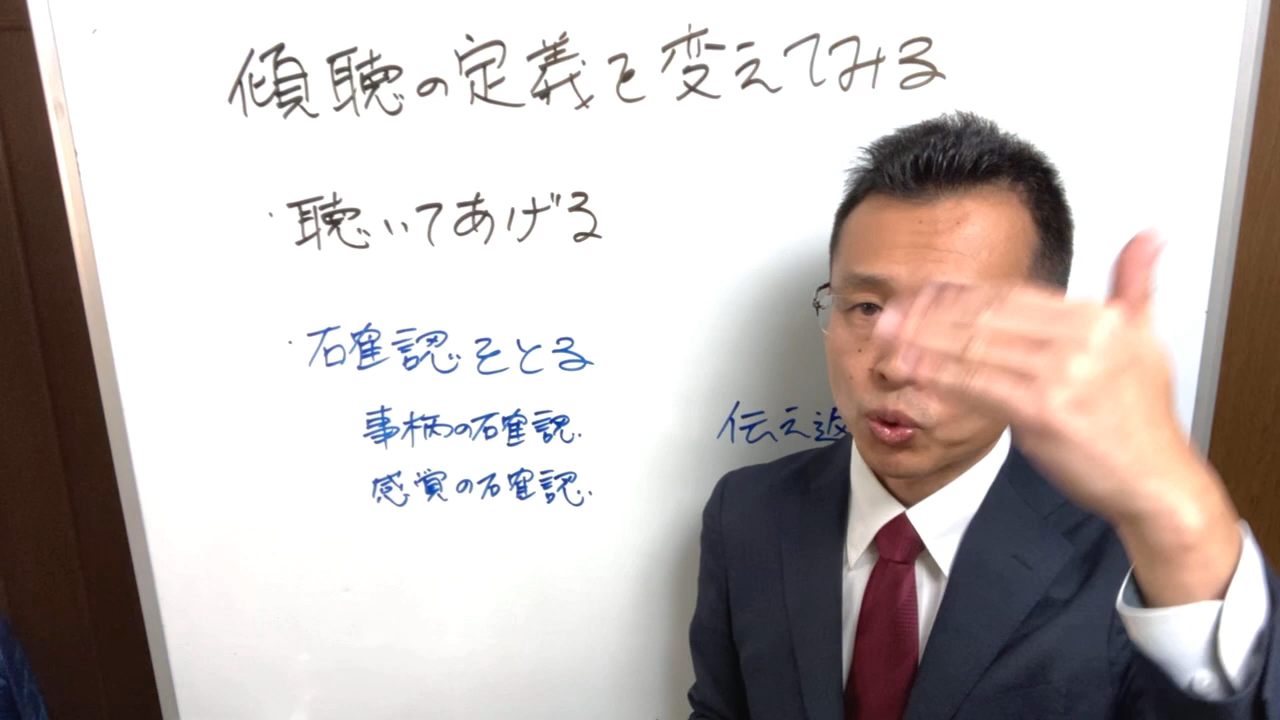 傾聴の定義を変えてみる
・聴いてあげる
・確認をとる
事柄の確認
伝え返
感覚の確認